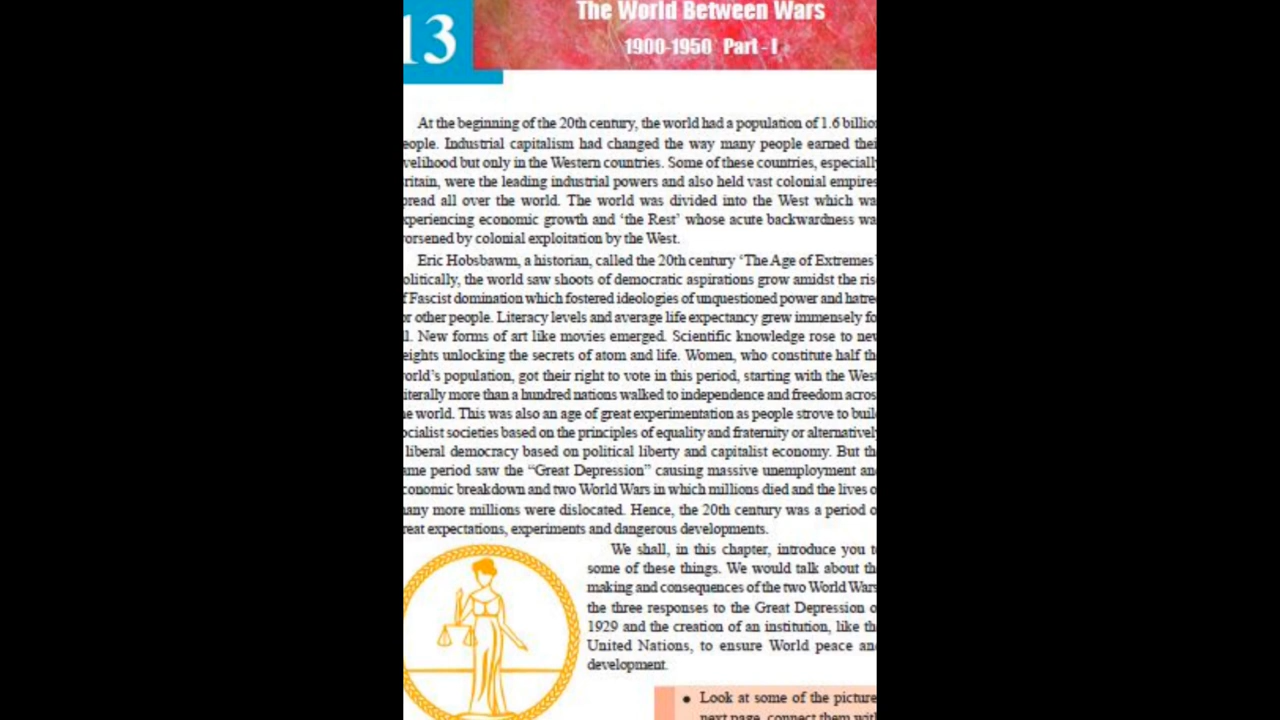 13
The World Between Wars
1900-1950 Part - I
At the beginning of the 20th century, the world had a population of 1.6 billion
eople. Industrial capitalism had changed the way many people earned thei
velihood but only in the Western countries. Some of these countries, especiall
ritain, were the leading industrial powers and also held vast colonial empires
pread all over the world. The world was divided into the West which wa
xperiencing economic growth and ‘the Rest’ whose acute backwardness wa
orsened by colonial exploitation by the West.
Eric Hobsbawm, a historian, called the 20th century ‘The Age of Extremes’
olitically, the world saw shoots of democratic aspirations grow amidst the ris
f Fascist domination which fostered ideologies of unquestioned power and hatre
or other people. Literacy levels and average life expectancy grew immensely fo
ll. New forms of art like movies emerged. Scientific knowledge rose to new
eights unlocking the secrets of atom and life. Women, who constitute half th
orld’s population, got their right to vote in this period, starting with the West
iterally more than a hundred nations walked to independence and freedom acros
he world. This was also an age of great experimentation as people strove to buil
ocialist societies based on the principles of equality and fraternity or alternativel
liberal democracy based on political liberty and capitalist economy. But th
ame period saw the “Great Depression” causing massive unemployment an
conomic breakdown and two World Wars in which millions died and the lives o
any more millions were dislocated. Hence, the 20th century was a period o
reat expectations, experiments and dangerous developments.
We shall, in this chapter, introduce you t
some of these things. We would talk about th
making and consequences of the two World Wars
the three responses to the Great Depression o
1929 and the creation of an institution, like th
United Nations, to ensure World peace an
development.
• Look at some of the picture
next page, connect them wit